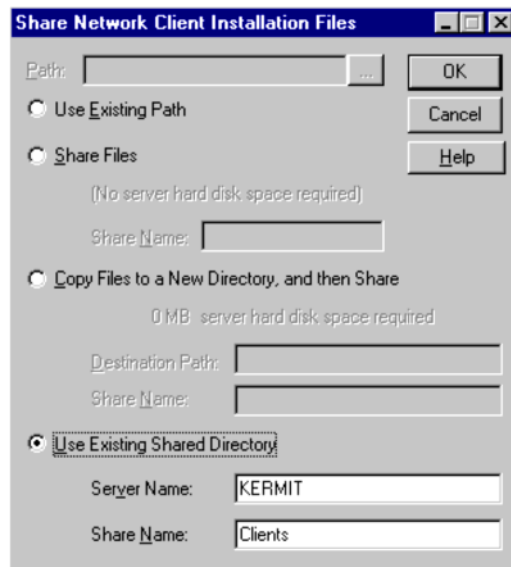 Share Network Client Installation Files
Path:
...
OK
Use Existing Path
Cancel
Share Files
Help
(No server hard disk space required)
Share Name:
Copy Files to a New Directory, and then Share
0 MB server hard disk space required
Destination Path:
Share Name:
Use Existing Shared Directory
Server Name: KERMIT
Share Name: Clients